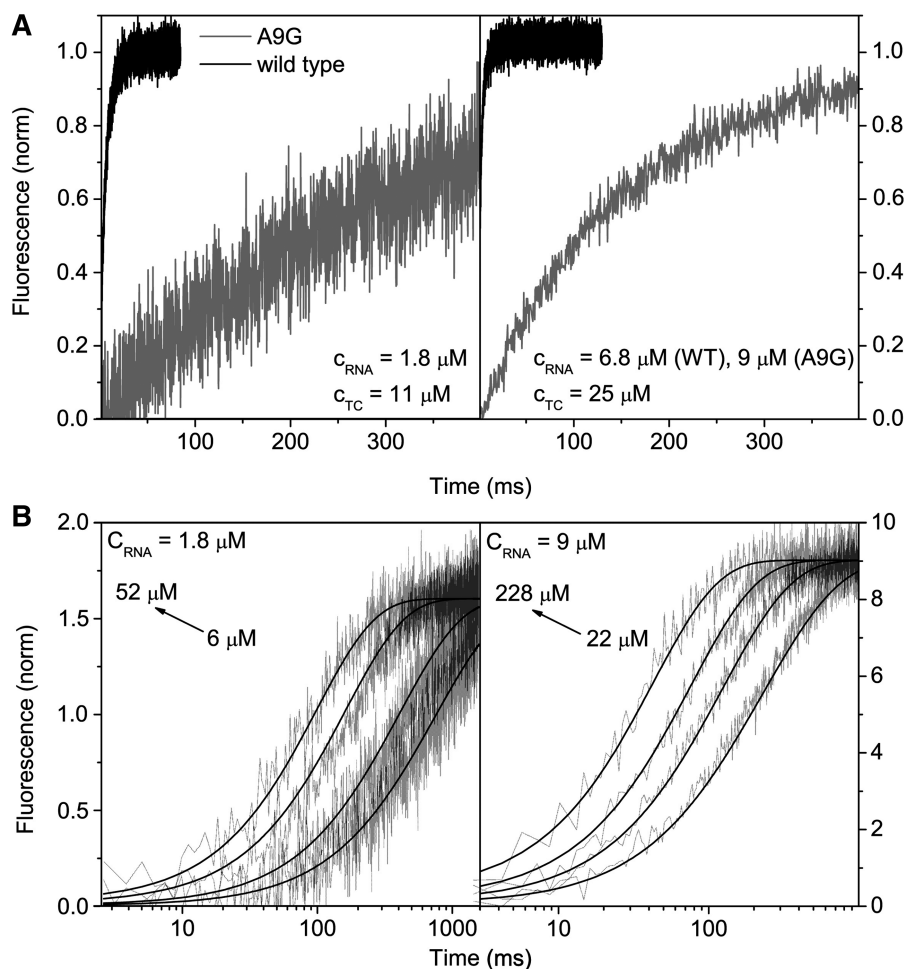 A
A9G
wild type
Fluorescence (norm)
1.0
0.8
0.6
0.4
0.2
0.0
c_RNA = 1.8 μM
c_TC = 11 μM
100
200
300
c_RNA = 6.8 μM (WT), 9 μM (A9G)
c_TC = 25 μM
100
200
300
1.0
0.8
0.6
0.4
0.2
0.0
Time (ms)
B
Fluorescence (norm)
2.0
1.5
1.0
0.5
0.0
C_RNA = 1.8 μM
52 μM
6 μM
10
100
1000
Time (ms)
C_RNA = 9 μM
228 μM
22 μM
10
100
Time (ms)
10
8
6
4
2
0